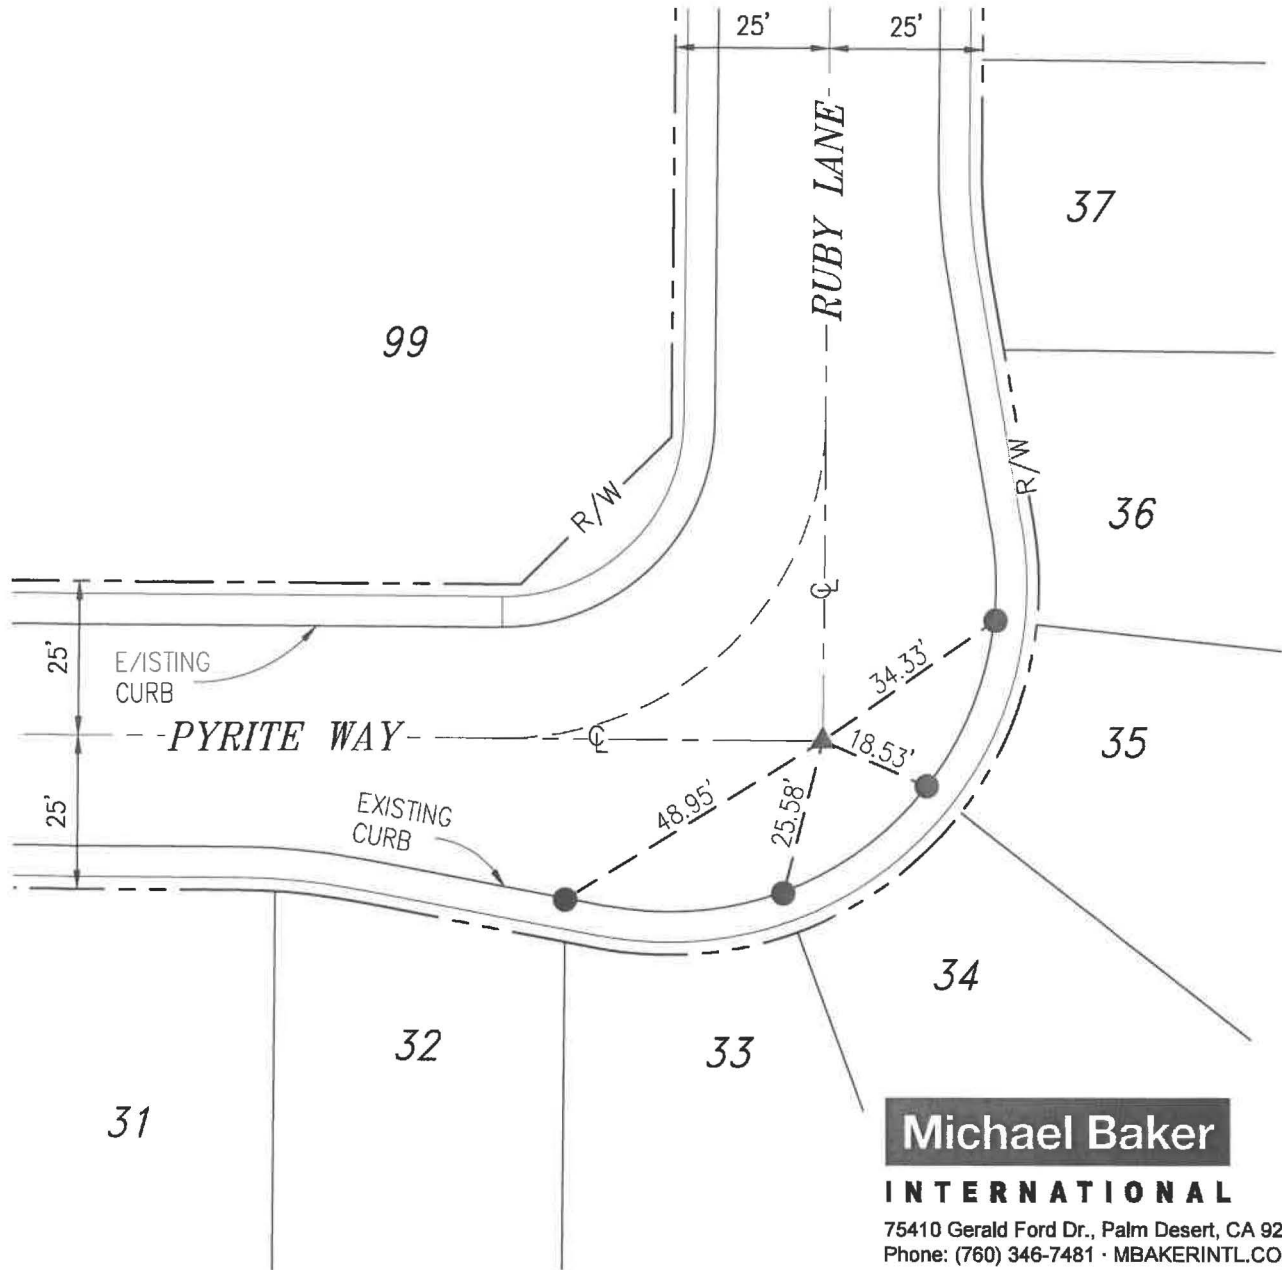 25'
25'
RUBY LANE
37
99
R/W
R/W
36
℄
25'
E/ISTING
CURB
34.33'
PYRITE WAY
℄
18.53'
35
48.95'
25.58'
25'
EXISTING
CURB
34
32
33
31
Michael Baker
INTERNATIONAL
75410 Gerald Ford Dr., Palm Desert, CA 92
Phone: (760) 346-7481 · MBAKERINTL.CO